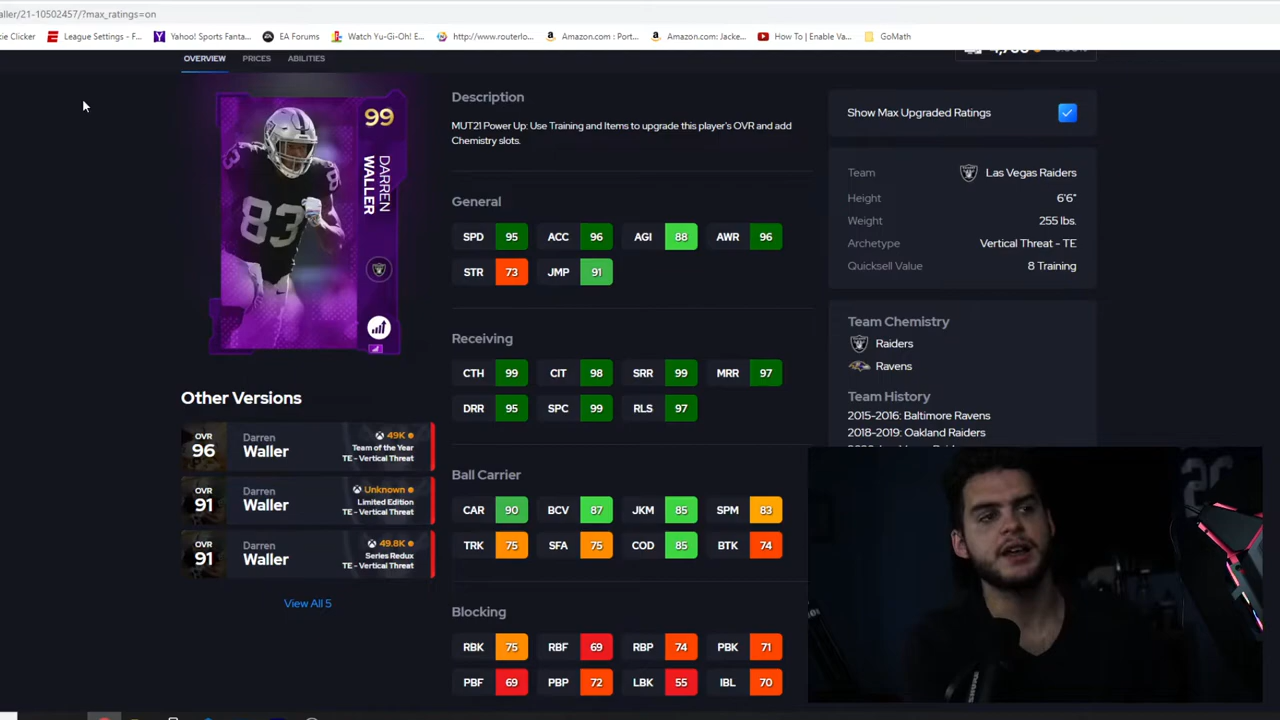 aller/21-10502457/?max_ratings=on
kie Clicker League Settings - F... Yahoo! Sports Fanta... EA Forums Watch Yu-Gi-Oh! E... http://www.routerlo... Amazon.com : Port... Amazon.com: Jacke... How To | Enable Va... GoMath
OVERVIEW PRICES ABILITIES
99
DARREN
WALLER
83
Other Versions
OVR
96
Darren
Waller
49K
Team of the Year
TE - Vertical Threat
OVR
91
Darren
Waller
Unknown
Limited Edition
TE - Vertical Threat
OVR
91
Darren
Waller
49.8K
Series Redux
TE - Vertical Threat
View All 5
Description
MUT21 Power Up: Use Training and Items to upgrade this player's OVR and add
Chemistry slots.
General
SPD 95 ACC 96 AGI 88 AWR 96
STR 73 JMP 91
Receiving
CTH 99 CIT 98 SRR 99 MRR 97
DRR 95 SPC 99 RLS 97
Ball Carrier
CAR 90 BCV 87 JKM 85 SPM 83
TRK 75 SFA 75 COD 85 BTK 74
Blocking
RBK 75 RBF 69 RBP 74 PBK 71
PBF 69 PBP 72 LBK 55 IBL 70
Show Max Upgraded Ratings
Team Las Vegas Raiders
Height 6'6"
Weight 255 lbs.
Archetype Vertical Threat - TE
Quicksell Value 8 Training
Team Chemistry
Raiders
Ravens
Team History
2015-2016: Baltimore Ravens
2018-2019: Oakland Raiders